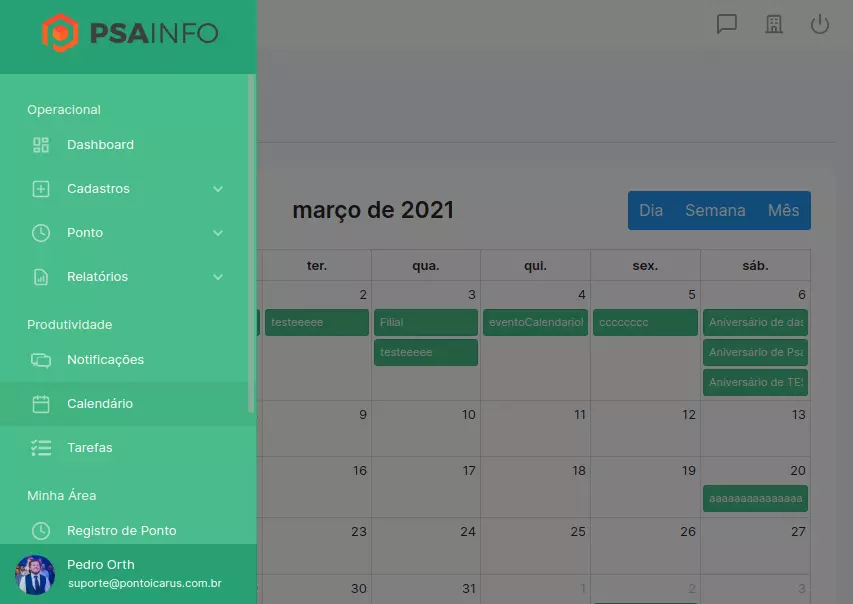 PSAINFO
Operacional
Dashboard
Cadastros
Ponto
Relatórios
Produtividade
Notificações
Calendário
Tarefas
Minha Área
Registro de Ponto
Pedro Orth
suporte@pontoicarus.com.br
março de 2021
Dia Semana Mês
ter. qua. qui. sex. sáb.
2 3 4 5 6
testeeeee Filial eventoCalendario cccccccc Aniversário de das
testeeeee Aniversário de Psa
Aniversário de TES
9 10 11 12 13
16 17 18 19 20
aaaaaaaaaaaaaaa
23 24 25 26 27
30 31 1 2 3